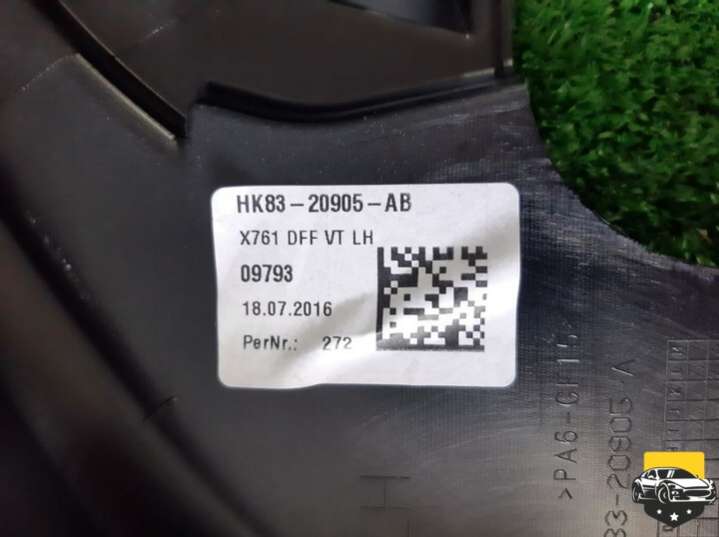 HK83-20905-AB
X761 DFF VT LH
09793
18.07.2016
PerNr.: 272
>PA6-GF15
83-20905-A
H